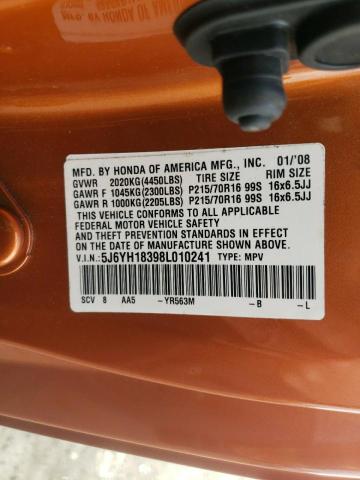 MFD. BY HONDA OF AMERICA MFG., INC. 01/'08
GVWR 2020KG(4450LBS) TIRE SIZE RIM SIZE
GAWR F 1045KG(2300LBS) P215/70R16 99S 16x6.5JJ
GAWR R 1000KG(2205LBS) P215/70R16 99S 16x6.5JJ
THIS VEHICLE CONFORMS TO ALL APPLICABLE
FEDERAL MOTOR VEHICLE SAFETY
AND THEFT PREVENTION STANDARDS IN EFFECT ON
THE DATE OF MANUFACTURE SHOWN ABOVE.
V.I.N: 5J6YH18398L010241 TYPE: MPV
SCV 8 AA5 -YR563M -B -L